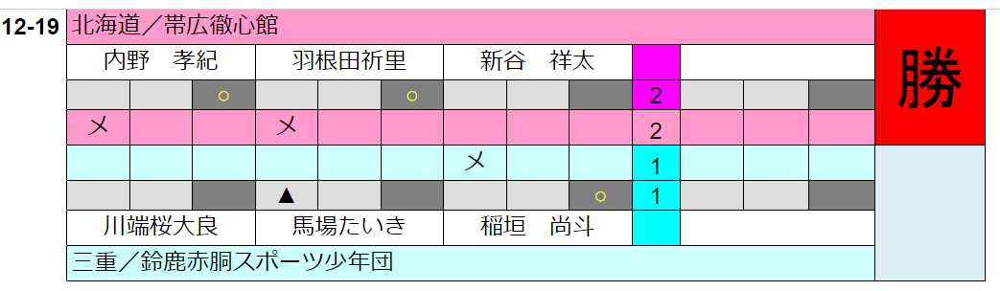 12-19 北海道／帯広徹心館
内野　孝紀 羽根田祈里 新谷　祥太
○ ○ 2
メ メ 2
勝
メ 1
▲ ○ 1
川端桜大良 馬場たいき 稲垣　尚斗
三重／鈴鹿赤胴スポーツ少年団